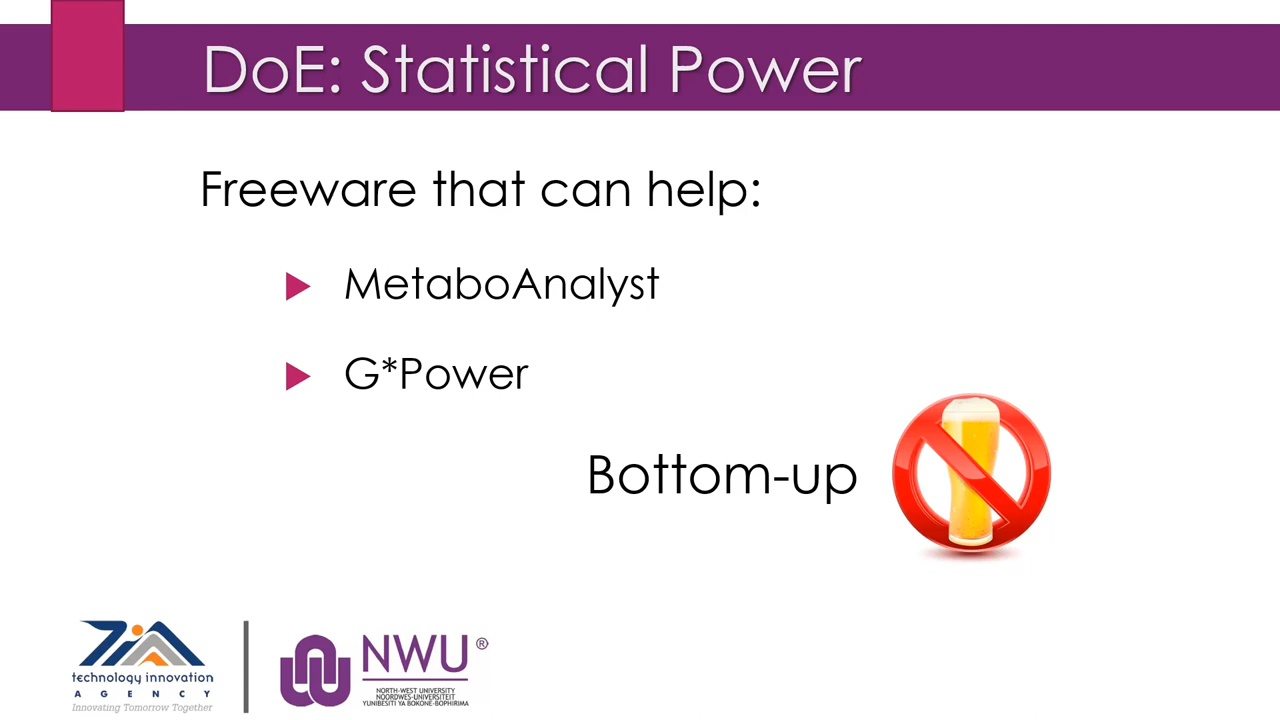 DoE: Statistical Power
Freeware that can help:
MetaboAnalyst
G*Power
Bottom-up
technology innovation
AGENCY
Innovating Tomorrow Together
NWU®
NORTH-WEST UNIVERSITY
NOORDWES-UNIVERSITEIT
YUNIBESITI YA BOKONE-BOPHIRIMA